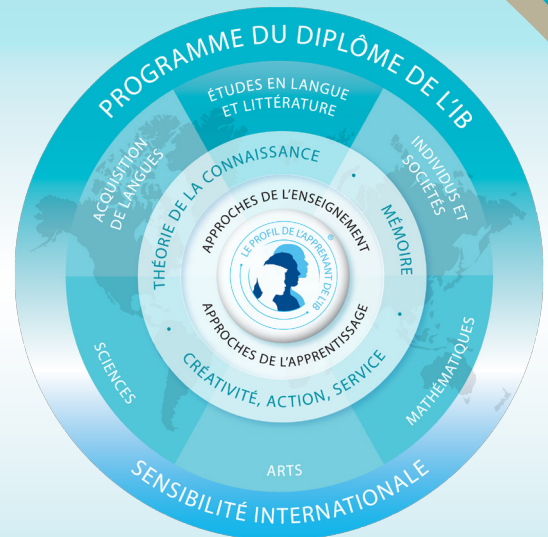 PROGRAMME DU DIPLÔME DE L'IB
ÉTUDES EN LANGUE
ET LITTÉRATURE
ACQUISITION
DE LANGUES
INDIVIDUS ET
SOCIÉTÉS
THÉORIE DE LA CONNAISSANCE
MÉMOIRE
APPROCHES DE L'ENSEIGNEMENT
LE PROFIL DE L'APPRENANT DE L'IB
®
APPROCHES DE L'APPRENTISSAGE
CRÉATIVITÉ, ACTION, SERVICE
SCIENCES
MATHÉMATIQUES
ARTS
SENSIBILITÉ INTERNATIONALE